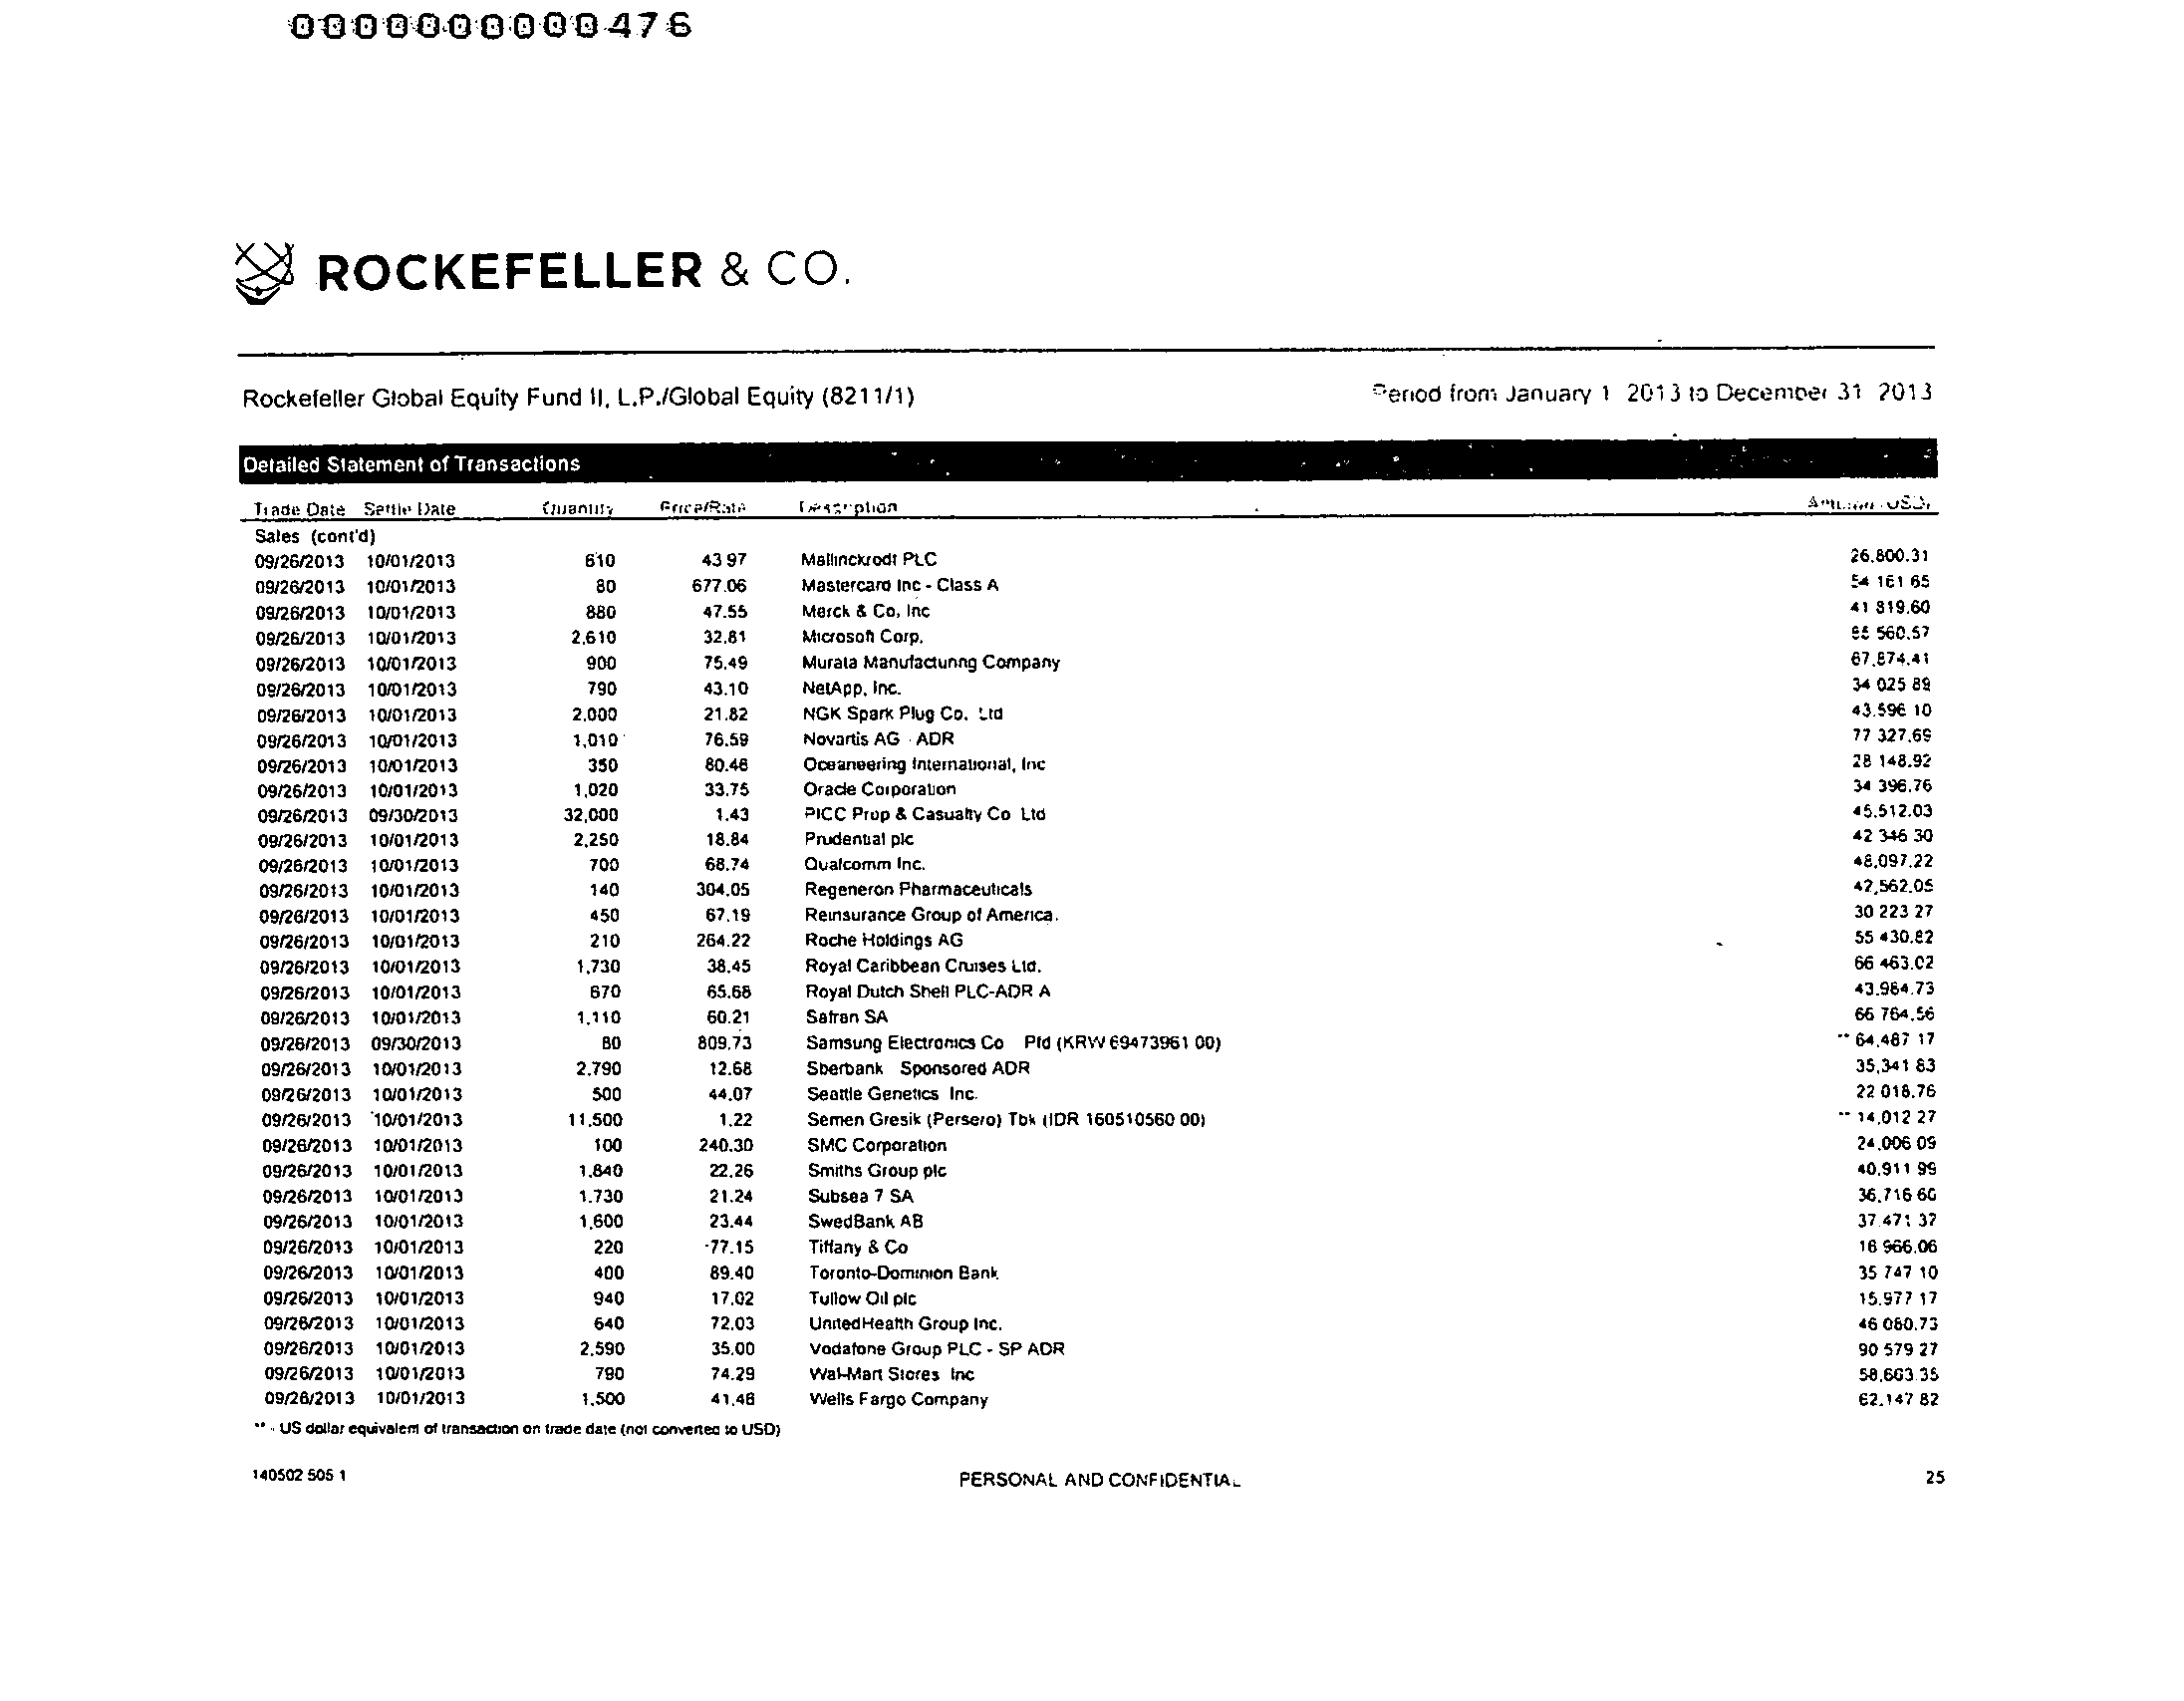 0000000000476
ROCKEFELLER & CO.
Rockefeller Global Equity Fund II, L.P./Global Equity (8211/1)
Period from January 1 2013 to December 31 2013
Detailed Statement of Transactions
Trade Date Settle Date Quantity Price/Rate Description Amount USD
Sales (cont'd)
09/26/2013 10/01/2013 610 43 97 Mallinckrodt PLC 26,800.31
09/26/2013 10/01/2013 80 677.06 Mastercard Inc - Class A 54 161 65
09/26/2013 10/01/2013 880 47.55 Merck & Co, Inc 41 819.60
09/26/2013 10/01/2013 2,610 32.81 Microsoft Corp. 85 560.57
09/26/2013 10/01/2013 900 75.49 Murata Manufacturing Company 67,874.41
09/26/2013 10/01/2013 790 43.10 NetApp, Inc. 34 025 89
09/26/2013 10/01/2013 2,000 21.82 NGK Spark Plug Co. Ltd 43,596 10
09/26/2013 10/01/2013 1,010 76.59 Novartis AG - ADR 77 327.69
09/26/2013 10/01/2013 350 80.46 Oceaneering International, Inc 28 148.92
09/26/2013 10/01/2013 1,020 33.75 Oracle Corporation 34 396.76
09/26/2013 09/30/2013 32,000 1.43 PICC Prop & Casualty Co Ltd 45,512.03
09/26/2013 10/01/2013 2,250 18.84 Prudential plc 42 346 30
09/26/2013 10/01/2013 700 68.74 Qualcomm Inc. 48,097.22
09/26/2013 10/01/2013 140 304.05 Regeneron Pharmaceuticals 42,562.05
09/26/2013 10/01/2013 450 67.19 Reinsurance Group of America. 30 223 27
09/26/2013 10/01/2013 210 264.22 Roche Holdings AG 55 430.82
09/26/2013 10/01/2013 1,730 38.45 Royal Caribbean Cruises Ltd. 66 463.02
09/26/2013 10/01/2013 670 65.68 Royal Dutch Shell PLC-ADR A 43,984.73
09/26/2013 10/01/2013 1,110 60.21 Safran SA 66 764.56
09/26/2013 09/30/2013 80 809.73 Samsung Electronics Co Pfd (KRW 69473961 00) ** 64,487 17
09/26/2013 10/01/2013 2,790 12.68 Sberbank Sponsored ADR 35,341 83
09/26/2013 10/01/2013 500 44.07 Seattle Genetics Inc. 22 018.76
09/26/2013 10/01/2013 11,500 1.22 Semen Gresik (Persero) Tbk (IDR 160510560 00) ** 14,012 27
09/26/2013 10/01/2013 100 240.30 SMC Corporation 24,006 09
09/26/2013 10/01/2013 1,840 22.26 Smiths Group plc 40,911 99
09/26/2013 10/01/2013 1,730 21.24 Subsea 7 SA 36,716 60
09/26/2013 10/01/2013 1,600 23.44 SwedBank AB 37 471 37
09/26/2013 10/01/2013 220 77.15 Tiffany & Co 16 966.06
09/26/2013 10/01/2013 400 89.40 Toronto-Dominion Bank 35 747 10
09/26/2013 10/01/2013 940 17.02 Tullow Oil plc 15,977 17
09/26/2013 10/01/2013 640 72.03 UnitedHealth Group Inc. 46 080.73
09/26/2013 10/01/2013 2,590 35.00 Vodafone Group PLC - SP ADR 90 579 27
09/26/2013 10/01/2013 790 74.29 Wal-Mart Stores Inc 58,663 35
09/26/2013 10/01/2013 1,500 41.46 Wells Fargo Company 62,147 82
** - US dollar equivalent of transaction on trade date (not converted to USD)
140502 505 1
PERSONAL AND CONFIDENTIAL
25